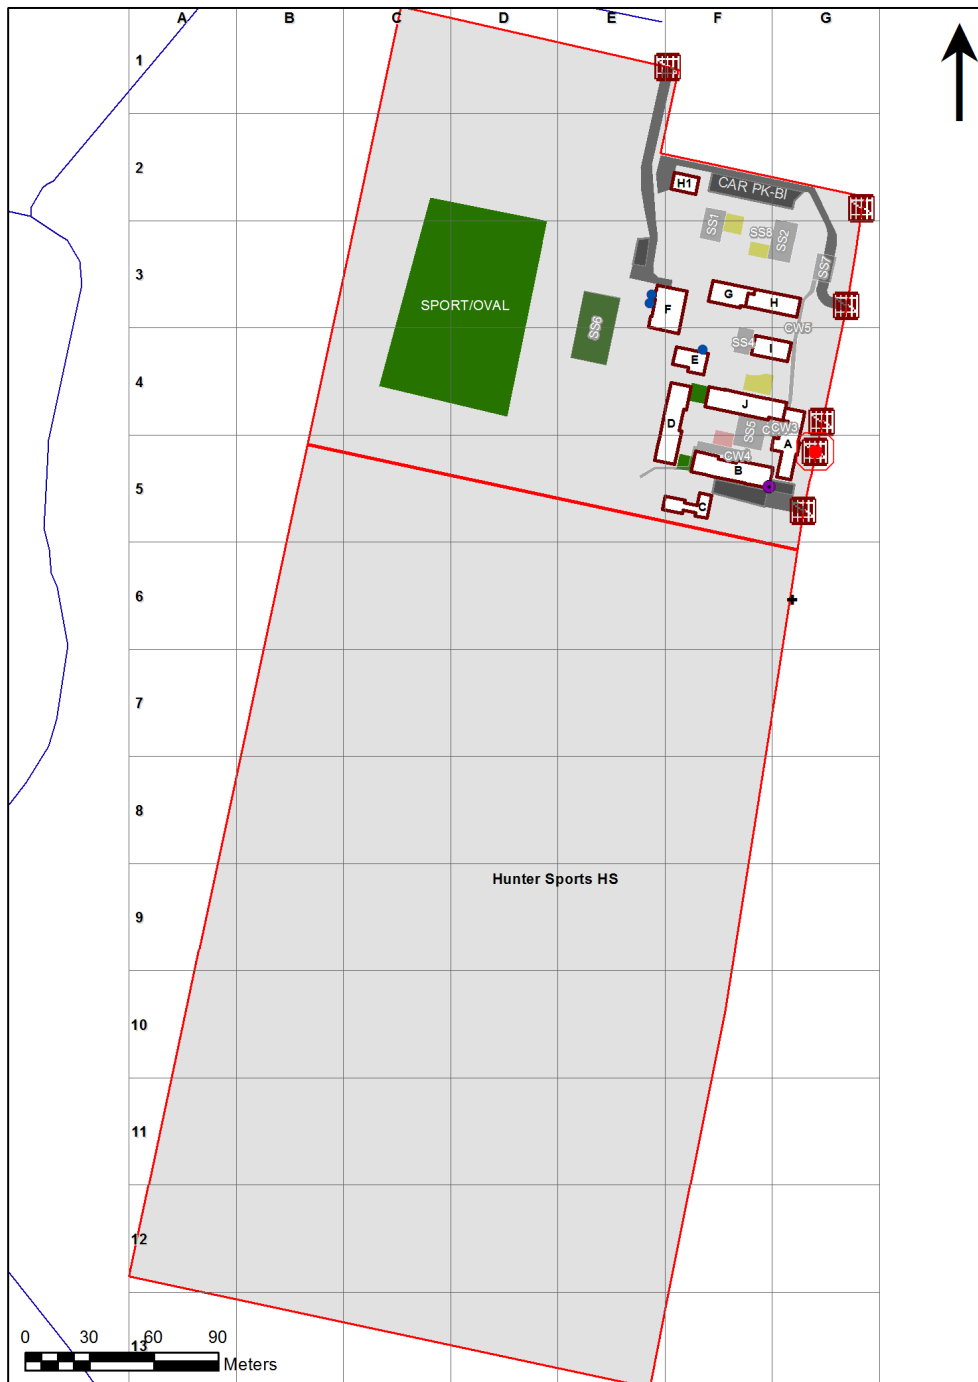 A B C D E F G
1
2
H1 CAR PK-BI
SS1 SS8 SS2
3
SS7
G H
SPORT/OVAL
F
SS6
CW5
SS4 I
E
4
J
D SS5 CW3
A
CW4
B
5
C
6
7
8
Hunter Sports HS
9
10
11
12
13
0 30 60 90
Meters